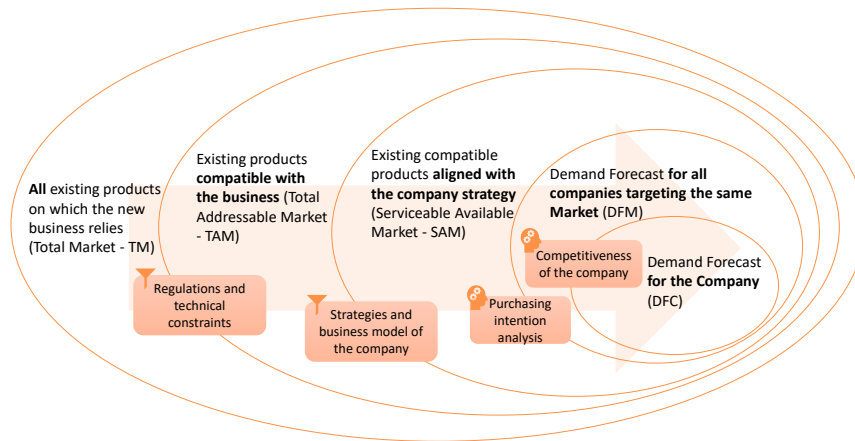 All existing products
on which the new
business relies
(Total Market - TM)
Regulations and
technical
constraints
Existing products
compatible with
the business (Total
Addressable Market
- TAM)
Strategies and
business model of
the company
Existing compatible
products aligned with
the company strategy
(Serviceable Available
Market - SAM)
Purchasing
intention
analysis
Demand Forecast for all
companies targeting the same
Market (DFM)
Competitiveness
of the company
Demand Forecast
for the Company
(DFC)